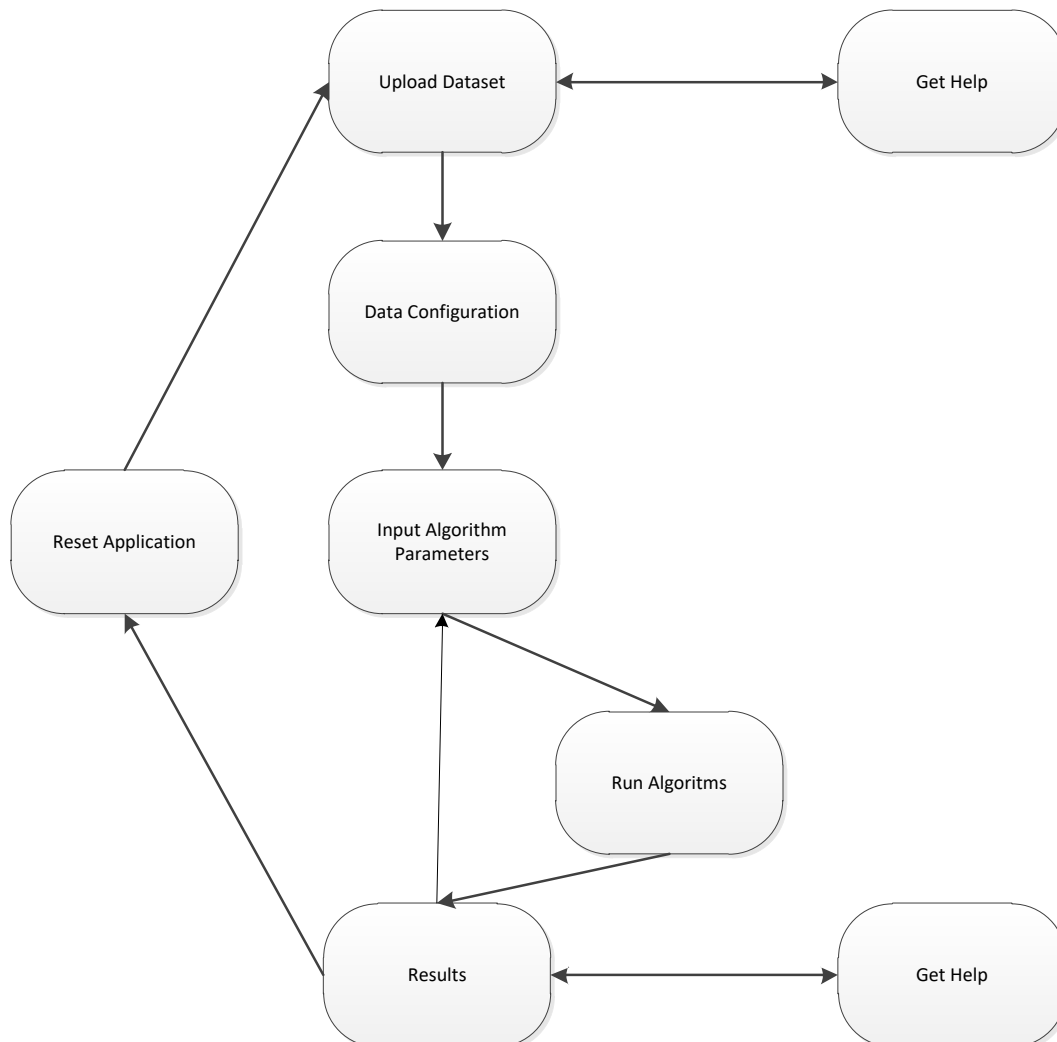 Upload Dataset
Get Help
Data Configuration
Reset Application
Input Algorithm
Parameters
Run Algoritms
Results
Get Help